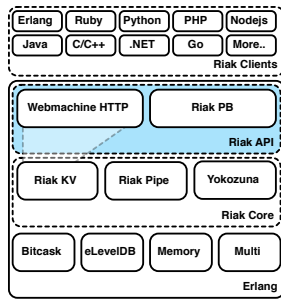 Erlang Ruby Python PHP Nodejs
Java C/C++ .NET Go More..
Riak Clients
Webmachine HTTP Riak PB
Riak API
Riak KV Riak Pipe Yokozuna
Riak Core
Bitcask eLevelDB Memory Multi
Erlang